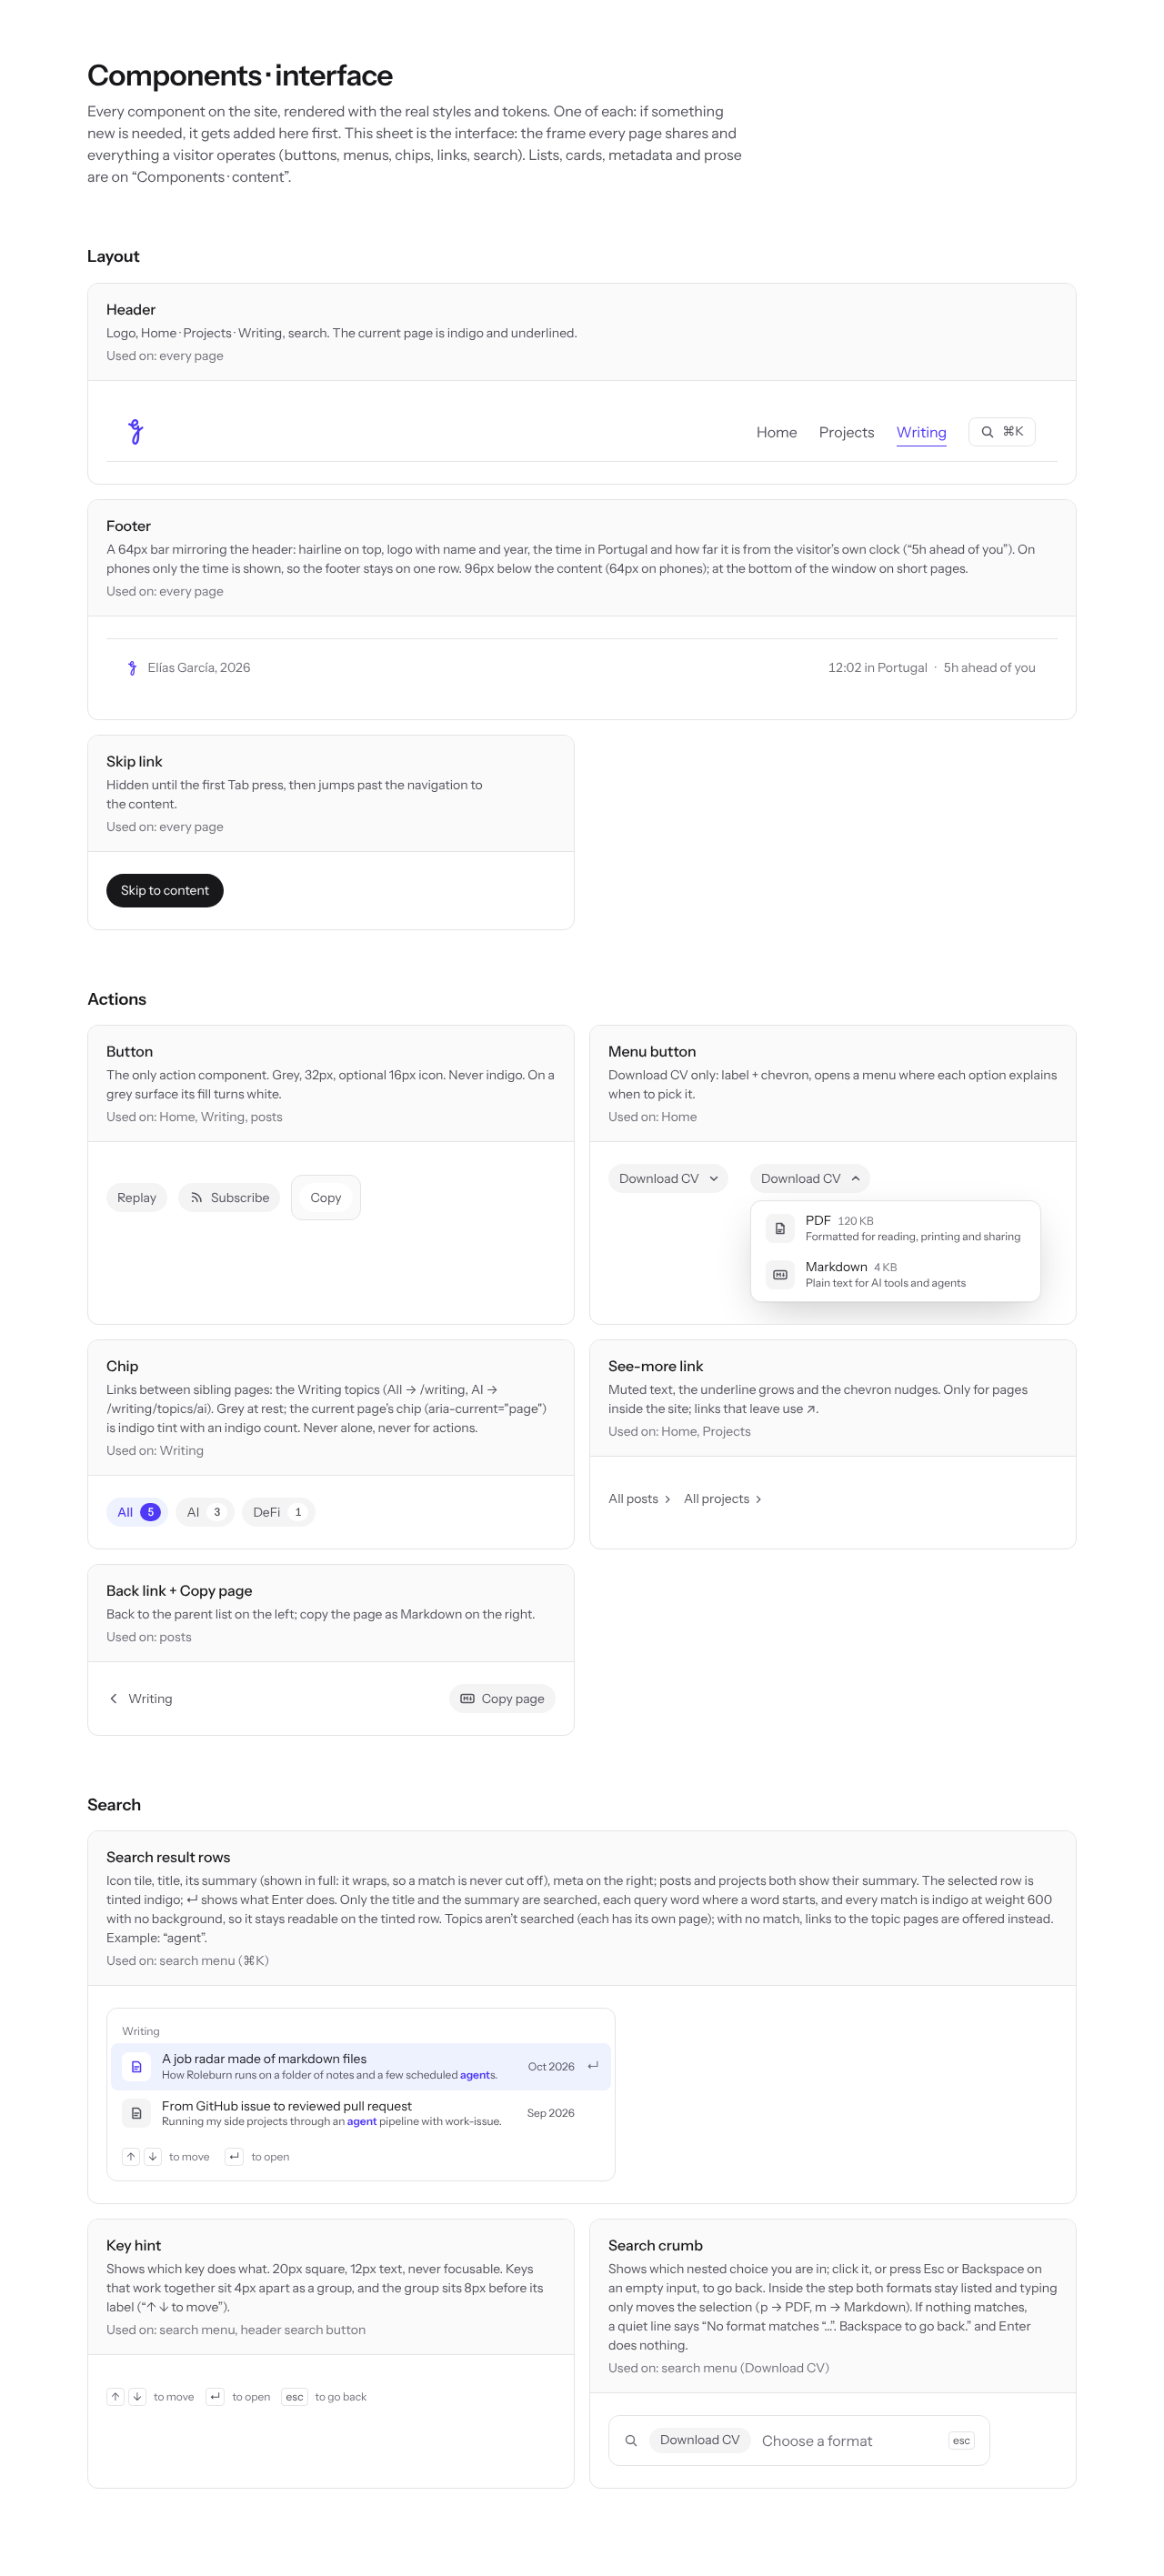 Components · interface
Every component on the site, rendered with the real styles and tokens. One of each: if something
new is needed, it gets added here first. This sheet is the interface: the frame every page shares and
everything a visitor operates (buttons, menus, chips, links, search). Lists, cards, metadata and prose
are on “Components · content”.
Layout
Header
Logo, Home · Projects · Writing, search. The current page is indigo and underlined.
Used on: every page
Home Projects Writing ⌘K
Footer
A 64px bar mirroring the header: hairline on top, logo with name and year, the time in Portugal and how far it is from the visitor’s own clock (“5h ahead of you”). On
phones only the time is shown, so the footer stays on one row. 96px below the content (64px on phones); at the bottom of the window on short pages.
Used on: every page
Elías García, 2026
12:02 in Portugal · 5h ahead of you
Skip link
Hidden until the first Tab press, then jumps past the navigation to
the content.
Used on: every page
Skip to content
Actions
Button
The only action component. Grey, 32px, optional 16px icon. Never indigo. On a
grey surface its fill turns white.
Used on: Home, Writing, posts
Replay Subscribe Copy
Menu button
Download CV only: label + chevron, opens a menu where each option explains
when to pick it.
Used on: Home
Download CV Download CV
PDF 120 KB
Formatted for reading, printing and sharing
Markdown 4 KB
Plain text for AI tools and agents
Chip
Links between sibling pages: the Writing topics (All → /writing, AI →
/writing/topics/ai). Grey at rest; the current page’s chip (aria-current="page")
is indigo tint with an indigo count. Never alone, never for actions.
Used on: Writing
All 5 AI 3 DeFi 1
See-more link
Muted text, the underline grows and the chevron nudges. Only for pages
inside the site; links that leave use ↗.
Used on: Home, Projects
All posts › All projects ›
Back link + Copy page
Back to the parent list on the left; copy the page as Markdown on the right.
Used on: posts
Writing
Copy page
Search
Search result rows
Icon tile, title, its summary (shown in full: it wraps, so a match is never cut off), meta on the right; posts and projects both show their summary. The selected row is
tinted indigo; ↵ shows what Enter does. Only the title and the summary are searched, each query word where a word starts, and every match is indigo at weight 600
with no background, so it stays readable on the tinted row. Topics aren’t searched (each has its own page); with no match, links to the topic pages are offered instead.
Example: “agent”.
Used on: search menu (⌘K)
Writing
A job radar made of markdown files
How Roleburn runs on a folder of notes and a few scheduled agents.
Oct 2026 ↵
From GitHub issue to reviewed pull request
Running my side projects through an agent pipeline with work-issue.
Sep 2026
↑ ↓ to move ↵ to open
Key hint
Shows which key does what. 20px square, 12px text, never focusable. Keys
that work together sit 4px apart as a group, and the group sits 8px before its
label (“↑ ↓ to move”).
Used on: search menu, header search button
↑ ↓ to move ↵ to open esc to go back
Search crumb
Shows which nested choice you are in; click it, or press Esc or Backspace on
an empty input, to go back. Inside the step both formats stay listed and typing
only moves the selection (p → PDF, m → Markdown). If nothing matches,
a quiet line says “No format matches “…”. Backspace to go back.” and Enter
does nothing.
Used on: search menu (Download CV)
Download CV Choose a format esc